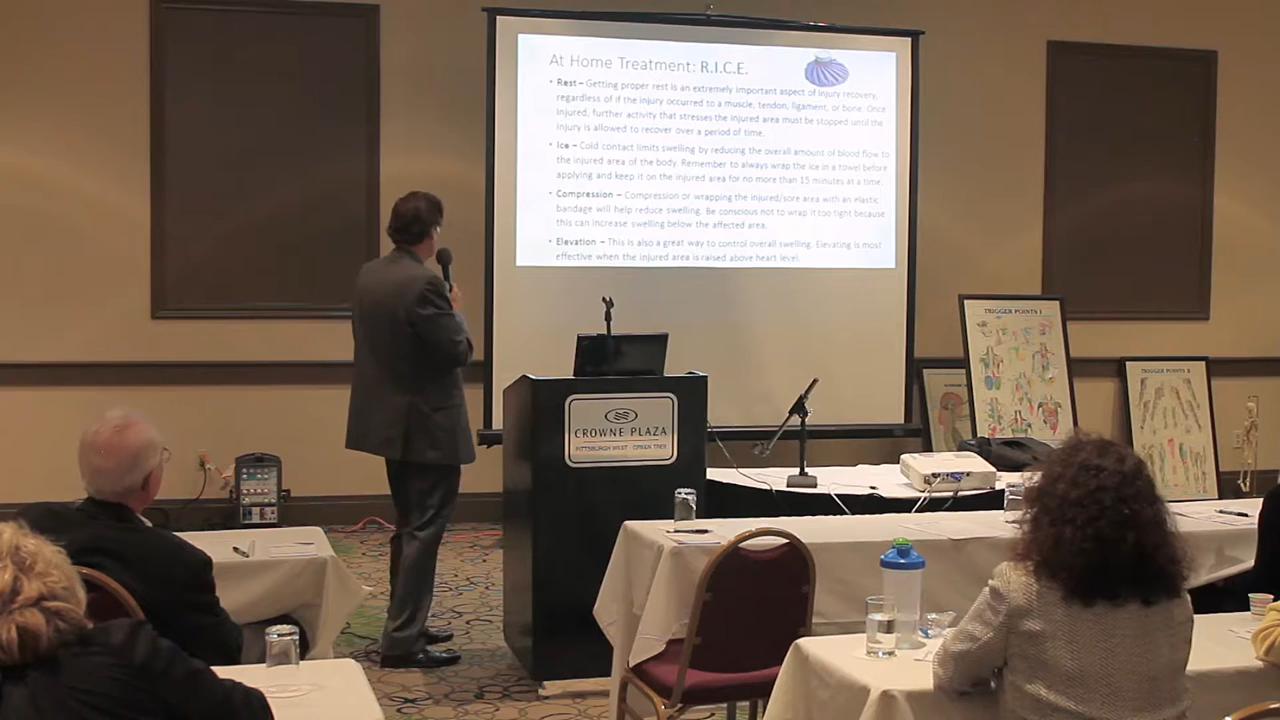 At Home Treatment: R.I.C.E.
• Rest – Getting proper rest is an extremely important aspect of injury recovery,
regardless of if the injury occurred to a muscle, tendon, ligament, or bone. Once
injured, further activity that stresses the injured area must be stopped until the
injury is allowed to recover over a period of time.
• Ice – Cold contact limits swelling by reducing the overall amount of blood flow to
the injured area of the body. Remember to always wrap the ice in a towel before
applying and keep it on the injured area for no more than 15 minutes at a time.
• Compression – Compression or wrapping the injured/sore area with an elastic
bandage will help reduce swelling. Be conscious not to wrap it too tight because
this can increase swelling below the affected area.
• Elevation – This is also a great way to control overall swelling. Elevating is most
effective when the injured area is raised above heart level.
TRIGGER POINTS I
TRIGGER POINTS II
CROWNE PLAZA
PITTSBURGH WEST - GREEN TREE